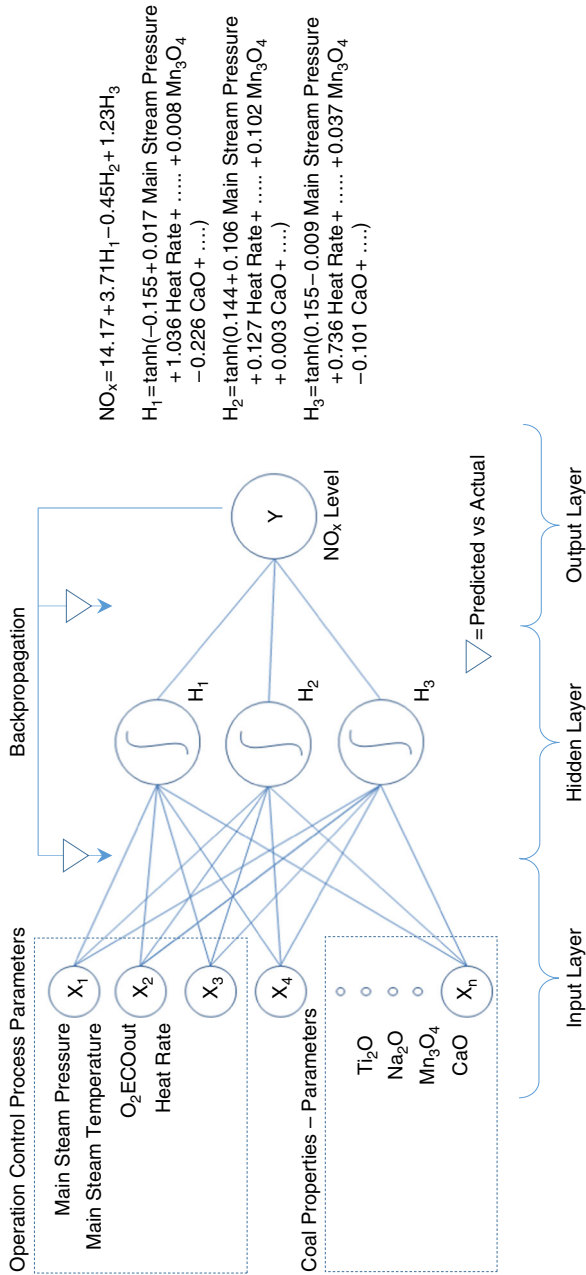 Operation Control Process Parameters
Main Steam Pressure
Main Steam Temperature
O₂ECOout
Heat Rate
X₁
X₂
X₃
X₄
Coal Properties – Parameters
Ti₂O
Na₂O
Mn₃O₄
CaO
Xₙ
Backpropagation
H₁
H₂
H₃
Y
NOₓ Level
=Predicted vs Actual
Input Layer
Hidden Layer
Output Layer
NOₓ=14.17+3.71H₁−0.45H₂+1.23H₃
H₁=tanh(−0.155+0.017 Main Stream Pressure
+1.036 Heat Rate+ ..... +0.008 Mn₃O₄
−0.226 CaO+ ....)
H₂=tanh(0.144+0.106 Main Stream Pressure
+0.127 Heat Rate+ ..... +0.102 Mn₃O₄
+0.003 CaO+ ....)
H₃=tanh(0.155−0.009 Main Stream Pressure
+0.736 Heat Rate+ ..... +0.037 Mn₃O₄
−0.101 CaO+ ....)